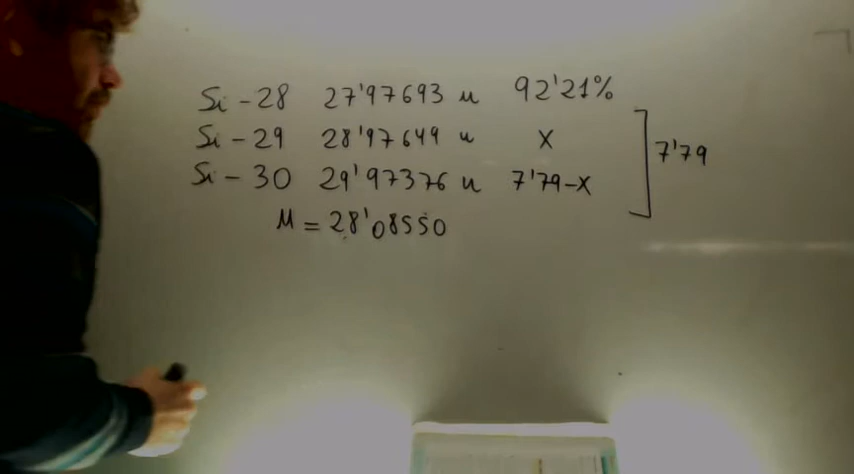 Si - 28 27'97693 u 92'21%
Si - 29 28'97649 u X
Si - 30 29'97376 u 7'79-X
7'79
M = 28'08550